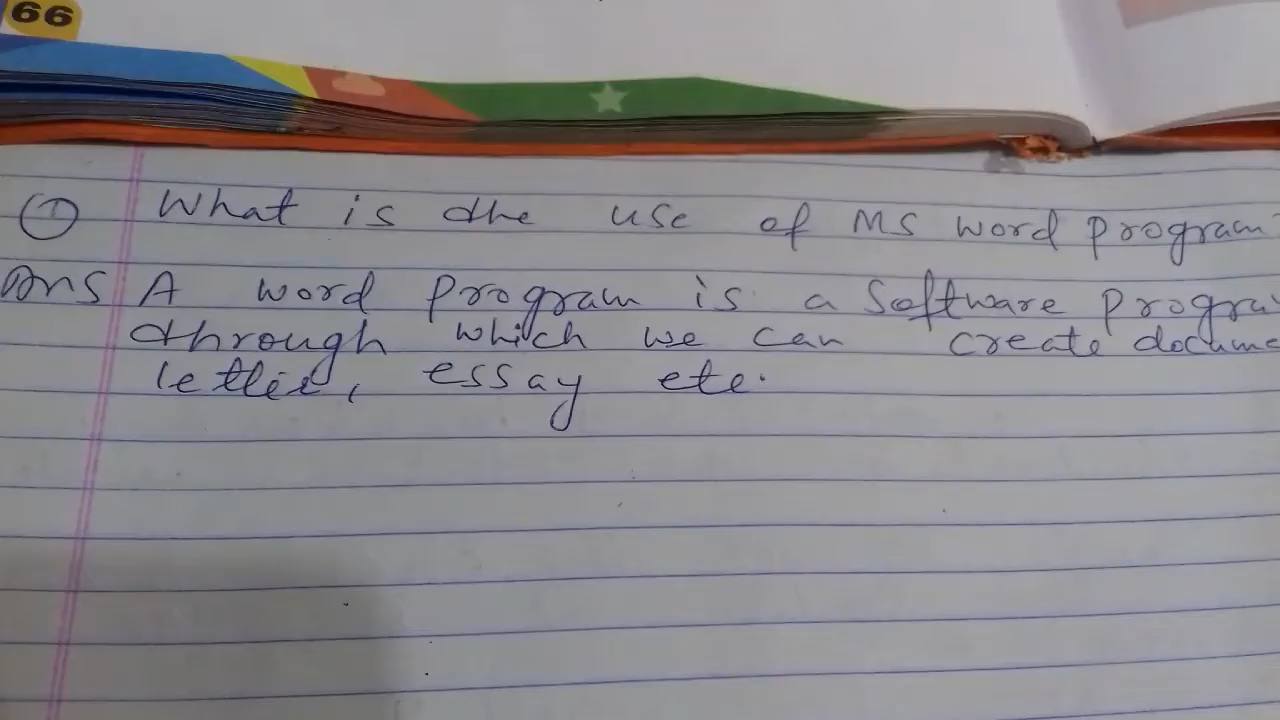 66
① What is the use of MS word program
Ans A word program is a Software progra
through which we can create docume
letter, essay etc.